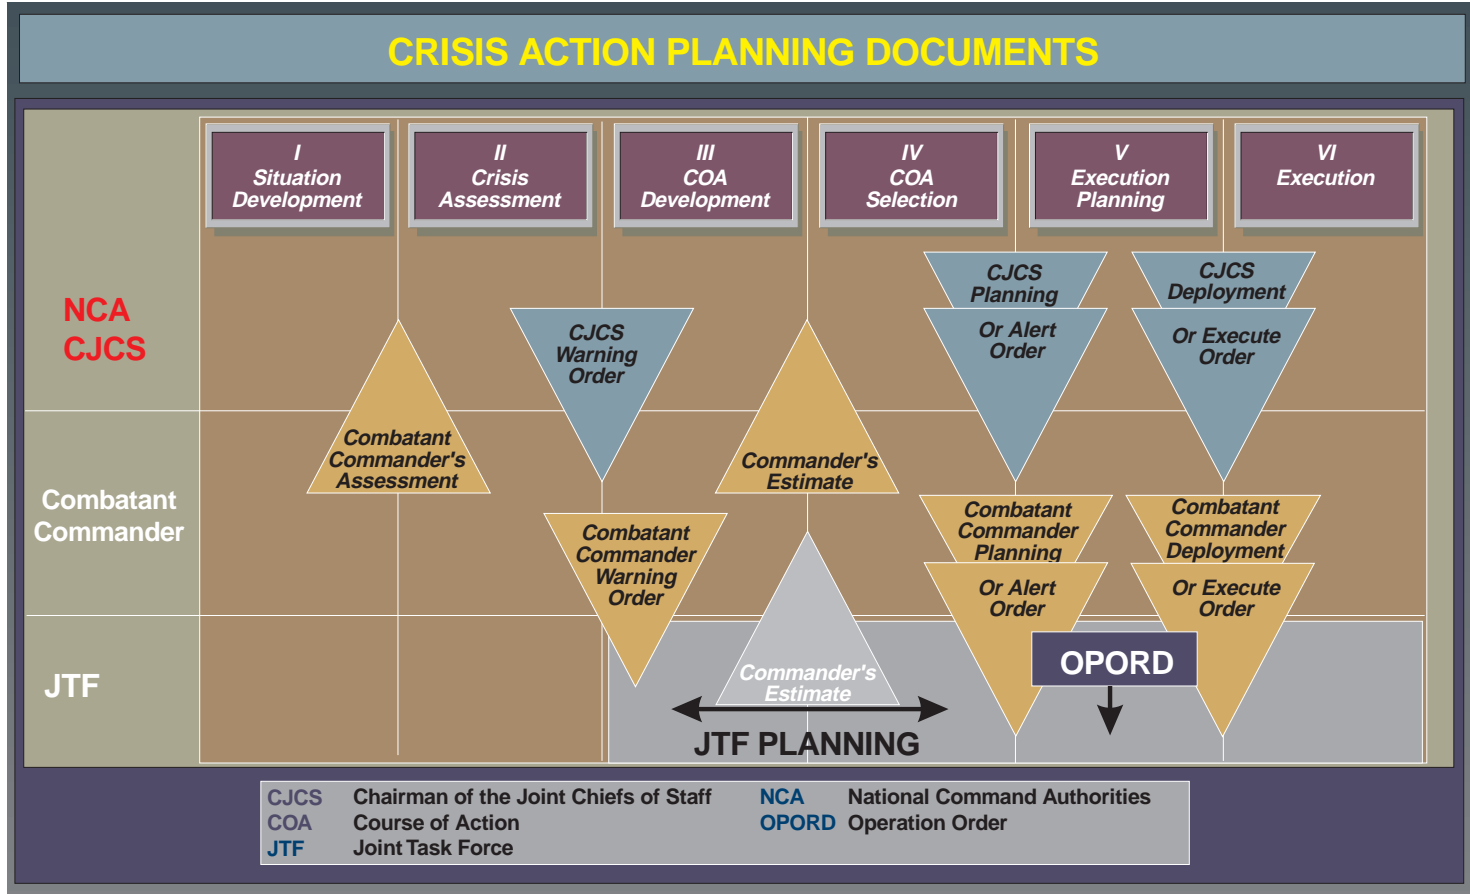 CRISIS ACTION PLANNING DOCUMENTS
I
Situation
Development
II
Crisis
Assessment
III
COA
Development
IV
COA
Selection
V
Execution
Planning
VI
Execution
NCA
CJCS
CJCS
Warning
Order
CJCS
Planning
Or Alert
Order
CJCS
Deployment
Or Execute
Order
Combatant
Commander
Combatant
Commander's
Assessment
Commander's
Estimate
Combatant
Commander
Warning
Order
Combatant
Commander
Planning
Or Alert
Order
Combatant
Commander
Deployment
Or Execute
Order
JTF
Commander's
Estimate
OPORD
JTF PLANNING
CJCS Chairman of the Joint Chiefs of Staff
COA Course of Action
JTF Joint Task Force
NCA National Command Authorities
OPORD Operation Order